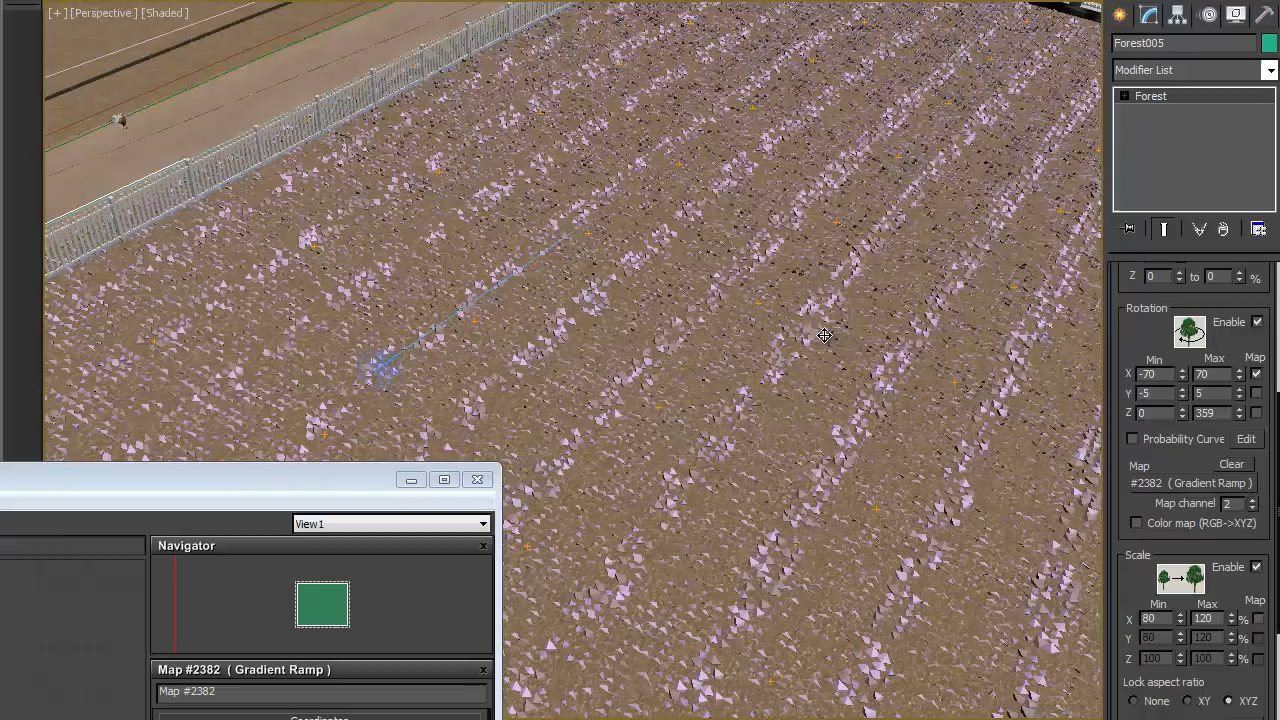 [+] [Perspective] [Shaded]
Forest005
Modifier List
Forest
Z 0 to 0 %
Rotation
Enable
Min Max Map
X -70 70
Y -5 5
Z 0 359
Probability Curve Edit
Map Clear
#2382 ( Gradient Ramp )
Map channel 2
Color map (RGB->XYZ)
Scale
Enable
Min Max Map
X 80 120 %
Y 80 120 %
Z 100 100 %
Lock aspect ratio
None XY XYZ
View1
Navigator
Map #2382 ( Gradient Ramp )
Map #2382
Coordinates